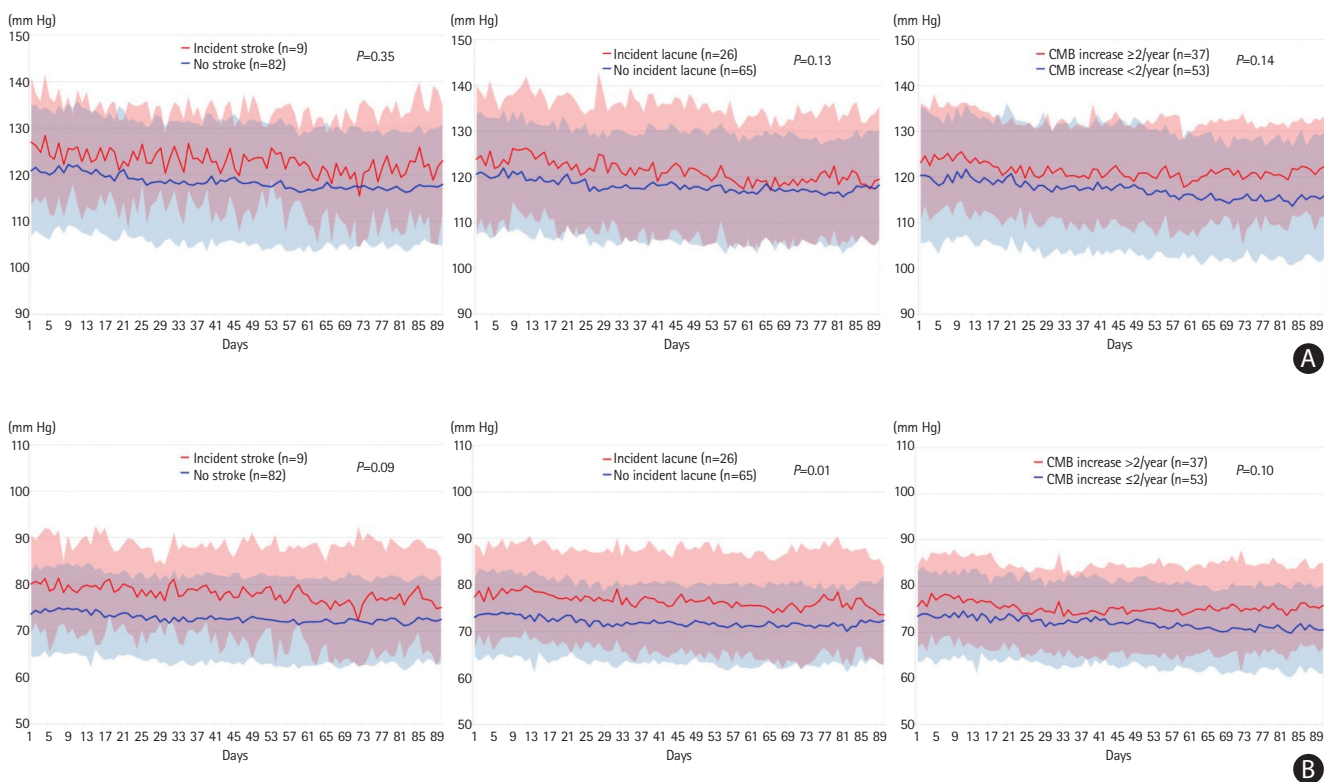 (mm Hg)
150
140
130
120
110
100
90
Incident stroke (n=9)
No stroke (n=82)
P=0.35
1 5 9 13 17 21 25 29 33 37 41 45 49 53 57 61 65 69 73 77 81 85 89
Days
(mm Hg)
150
140
130
120
110
100
90
Incident lacune (n=26)
No incident lacune (n=65)
P=0.13
1 5 9 13 17 21 25 29 33 37 41 45 49 53 57 61 65 69 73 77 81 85 89
Days
(mm Hg)
150
140
130
120
110
100
90
CMB increase ≥2/year (n=37)
CMB increase <2/year (n=53)
P=0.14
1 5 9 13 17 21 25 29 33 37 41 45 49 53 57 61 65 69 73 77 81 85 89
Days
A
(mm Hg)
110
100
90
80
70
60
50
Incident stroke (n=9)
No stroke (n=82)
P=0.09
1 5 9 13 17 21 25 29 33 37 41 45 49 53 57 61 65 69 73 77 81 85 89
Days
(mm Hg)
110
100
90
80
70
60
50
Incident lacune (n=26)
No incident lacune (n=65)
P=0.01
1 5 9 13 17 21 25 29 33 37 41 45 49 53 57 61 65 69 73 77 81 85 89
Days
(mm Hg)
110
100
90
80
70
60
50
CMB increase >2/year (n=37)
CMB increase ≤2/year (n=53)
P=0.10
1 5 9 13 17 21 25 29 33 37 41 45 49 53 57 61 65 69 73 77 81 85 89
Days
B